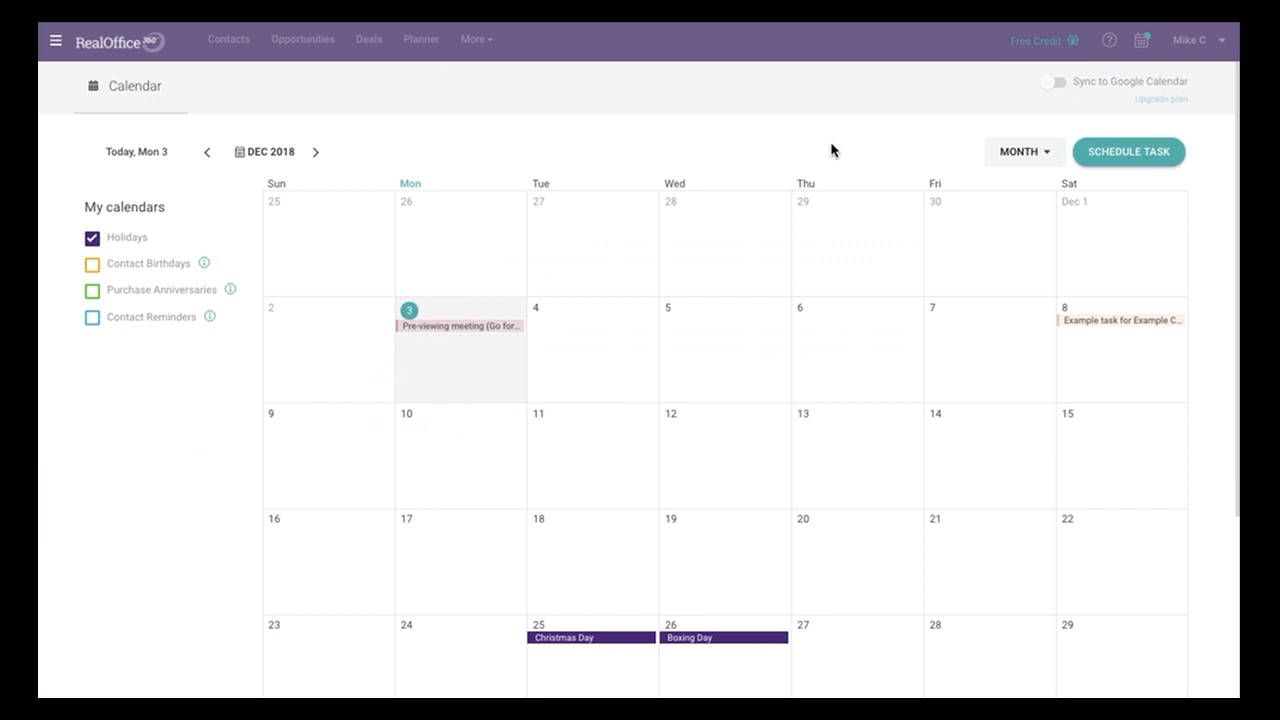 RealOffice 360° Contacts Opportunities Deals Planner More Free Credit Mike C
Calendar Sync to Google Calendar
Upgrade plan
Today, Mon 3 DEC 2018 MONTH SCHEDULE TASK
Sun Mon Tue Wed Thu Fri Sat
My calendars
Holidays
Contact Birthdays
Purchase Anniversaries
Contact Reminders
25 26 27 28 29 30 Dec 1
2 3 4 5 6 7 8
Pre-viewing meeting (Go for... Example task for Example C...
9 10 11 12 13 14 15
16 17 18 19 20 21 22
23 24 25 26 27 28 29
Christmas Day Boxing Day